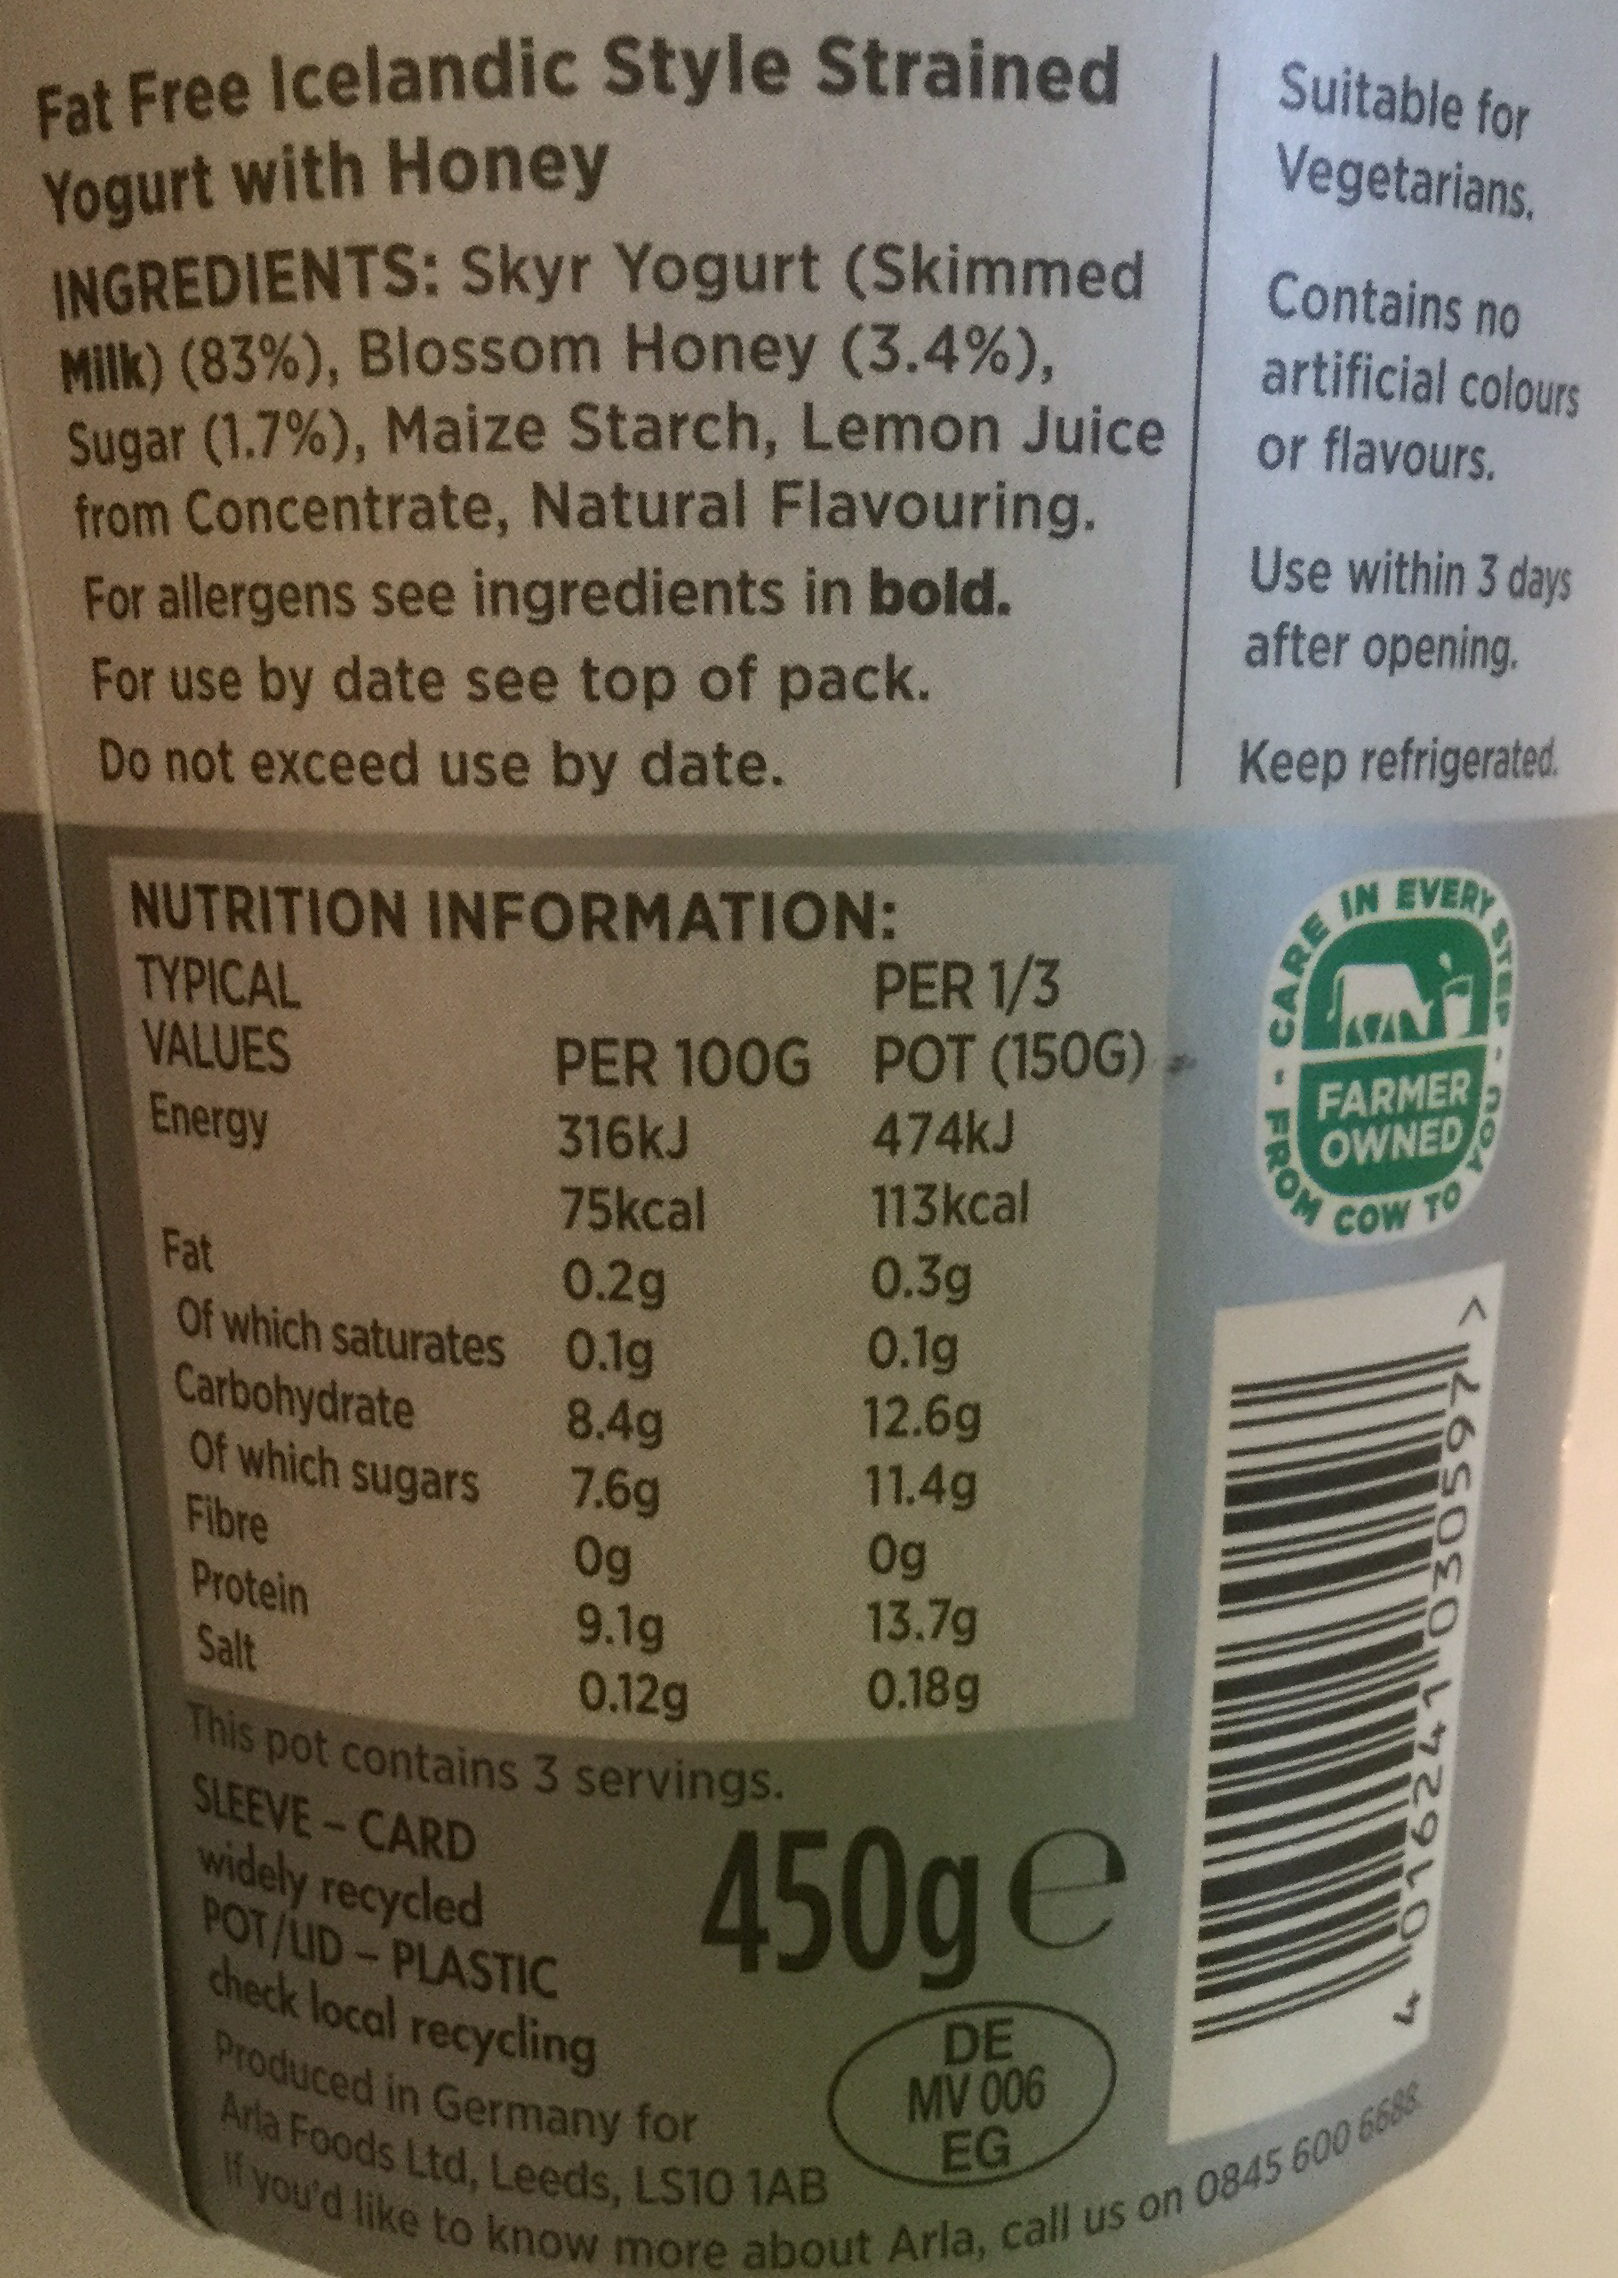 Fat Free Icelandic Style Strained
Yogurt with Honey
INGREDIENTS: Skyr Yogurt (Skimmed
Milk) (83%), Blossom Honey (3.4%),
Sugar (1.7%), Maize Starch, Lemon Juice
from Concentrate, Natural Flavouring.
For allergens see ingredients in bold.
For use by date see top of pack.
Do not exceed use by date.
Suitable for
Vegetarians.
Contains no
artificial colours
or flavours.
Use within 3 days
after opening.
Keep refrigerated.
NUTRITION INFORMATION:
TYPICAL PER 1/3
VALUES PER 100G POT (150G)
Energy 316kJ 474kJ
75kcal 113kcal
Fat 0.2g 0.3g
Of which saturates 0.1g 0.1g
Carbohydrate 8.4g 12.6g
Of which sugars 7.6g 11.4g
Fibre 0g 0g
Protein 9.1g 13.7g
Salt 0.12g 0.18g
This pot contains 3 servings.
SLEEVE – CARD
widely recycled
POT/LID – PLASTIC
check local recycling
450g e
Produced in Germany for
Arla Foods Ltd, Leeds, LS10 1AB
If you'd like to know more about Arla, call us on 0845 600 6688
DE
MV 006
EG
CARE IN EVERY STEP - FROM COW TO YOU -
FARMER
OWNED
4 016241 030597 >